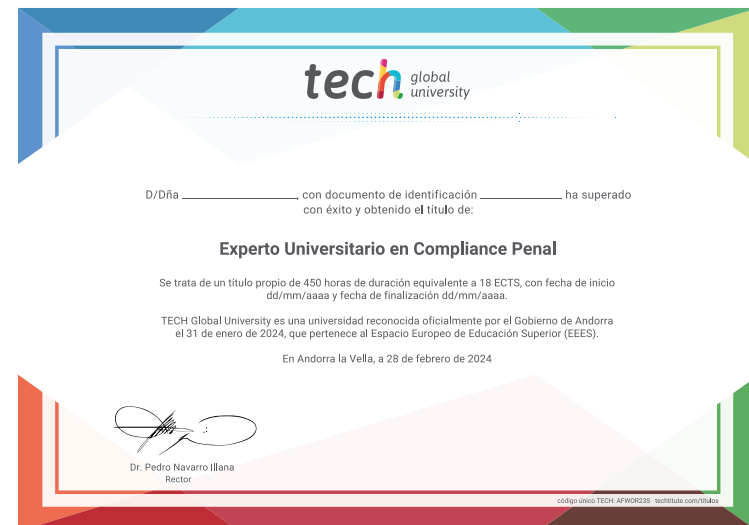 tech global university
D/Dña ____________________, con documento de identificación ______________ ha superado
con éxito y obtenido el título de:
Experto Universitario en Compliance Penal
Se trata de un título propio de 450 horas de duración equivalente a 18 ECTS, con fecha de inicio
dd/mm/aaaa y fecha de finalización dd/mm/aaaa.
TECH Global University es una universidad reconocida oficialmente por el Gobierno de Andorra
el 31 de enero de 2024, que pertenece al Espacio Europeo de Educación Superior (EEES).
En Andorra la Vella, a 28 de febrero de 2024
Dr. Pedro Navarro Illana
Rector
código único TECH: AFWOR23S techtitute.com/titulos